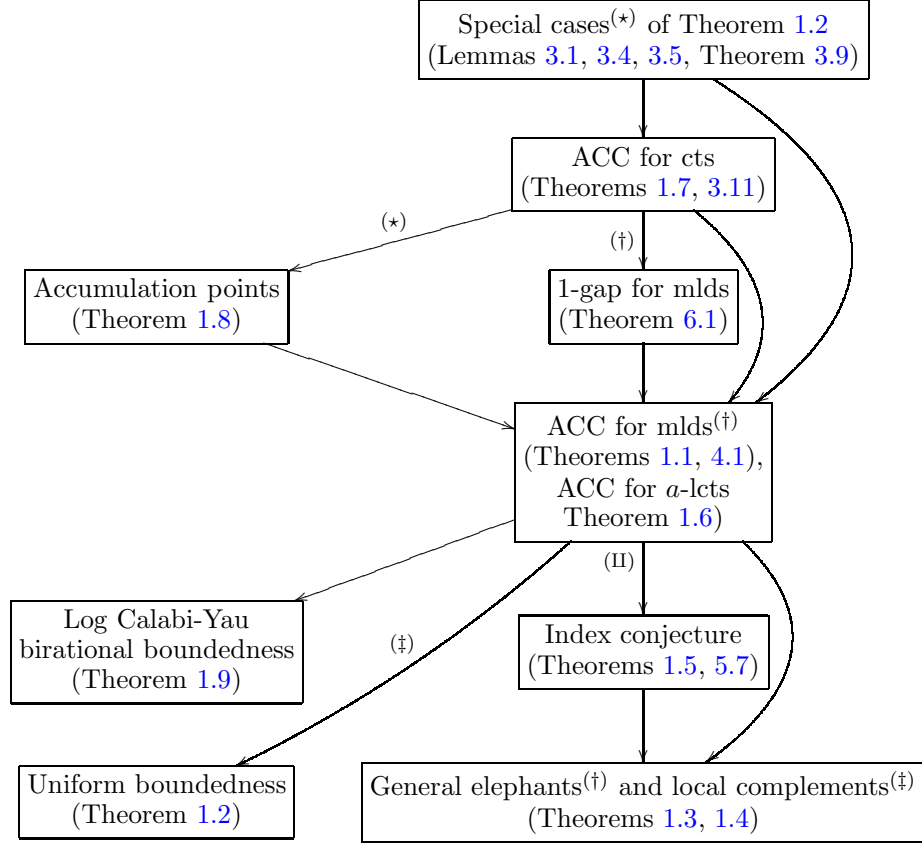 Special cases(⋆) of Theorem 1.2
(Lemmas 3.1, 3.4, 3.5, Theorem 3.9)
ACC for cts
(Theorems 1.7, 3.11)
(⋆)
(†)
Accumulation points
(Theorem 1.8)
1-gap for mlds
(Theorem 6.1)
ACC for mlds(†)
(Theorems 1.1, 4.1),
ACC for a-lcts
Theorem 1.6)
(II)
Log Calabi-Yau
birational boundedness
(Theorem 1.9)
(‡)
Index conjecture
(Theorems 1.5, 5.7)
Uniform boundedness
(Theorem 1.2)
General elephants(†) and local complements(‡)
(Theorems 1.3, 1.4)